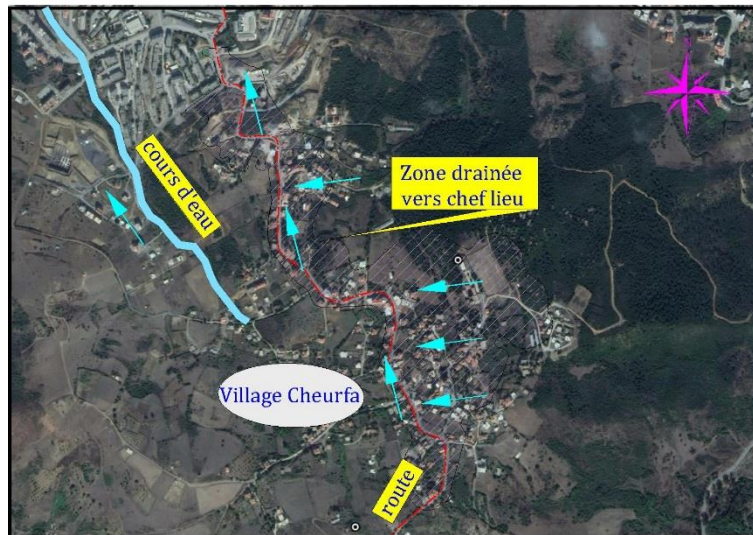 cours d'eau
Zone drainée
vers chef lieu
Village Cheurfa
route